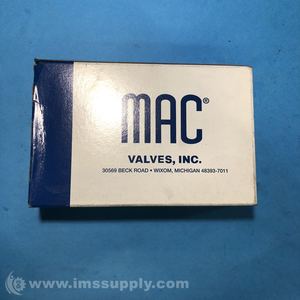 MAC®
VALVES, INC.
30569 BECK ROAD • WIXOM, MICHIGAN 48393-7011
www.imssupply.com